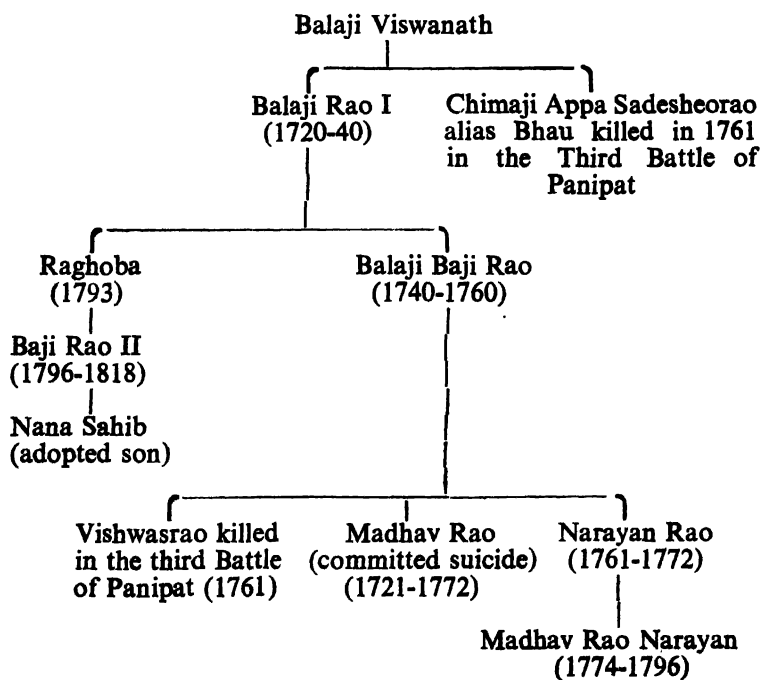 Balaji Viswanath
Balaji Rao I
(1720-40)
Chimaji Appa Sadesheorao
alias Bhau killed in 1761
in the Third Battle of
Panipat
Raghoba
(1793)
Balaji Baji Rao
(1740-1760)
Baji Rao II
(1796-1818)
Nana Sahib
(adopted son)
Vishwasrao killed
in the third Battle
of Panipat (1761)
Madhav Rao
(committed suicide)
(1721-1772)
Narayan Rao
(1761-1772)
Madhav Rao Narayan
(1774-1796)